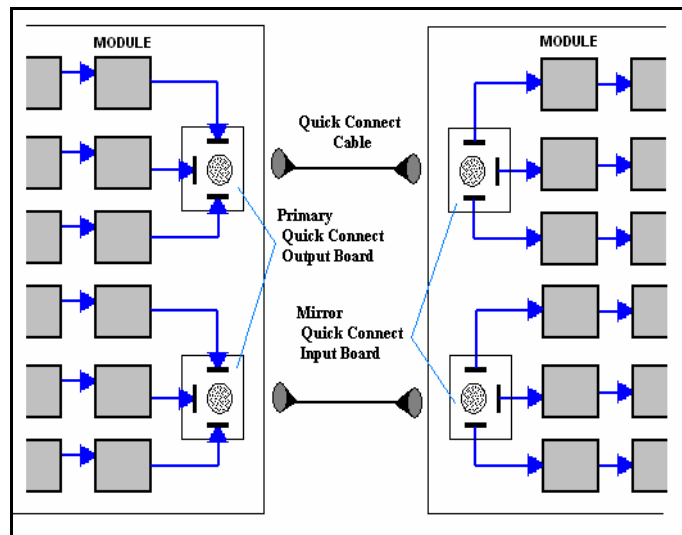 MODULE
MODULE
Quick Connect
Cable
Primary
Quick Connect
Output Board
Mirror
Quick Connect
Input Board